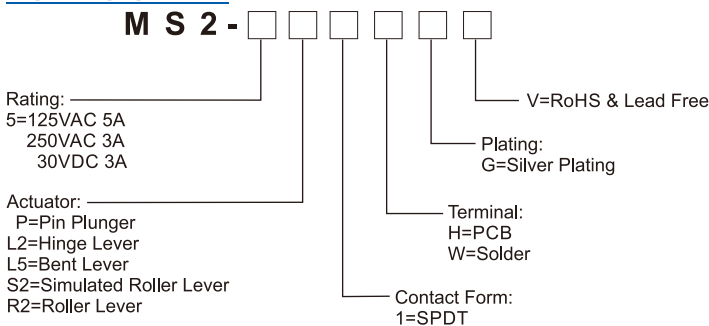 MS2-
Rating:
5=125VAC 5A
250VAC 3A
30VDC 3A
Actuator:
P=Pin Plunger
L2=Hinge Lever
L5=Bent Lever
S2=Simulated Roller Lever
R2=Roller Lever
V=RoHS & Lead Free
Plating:
G=Silver Plating
Terminal:
H=PCB
W=Solder
Contact Form:
1=SPDT